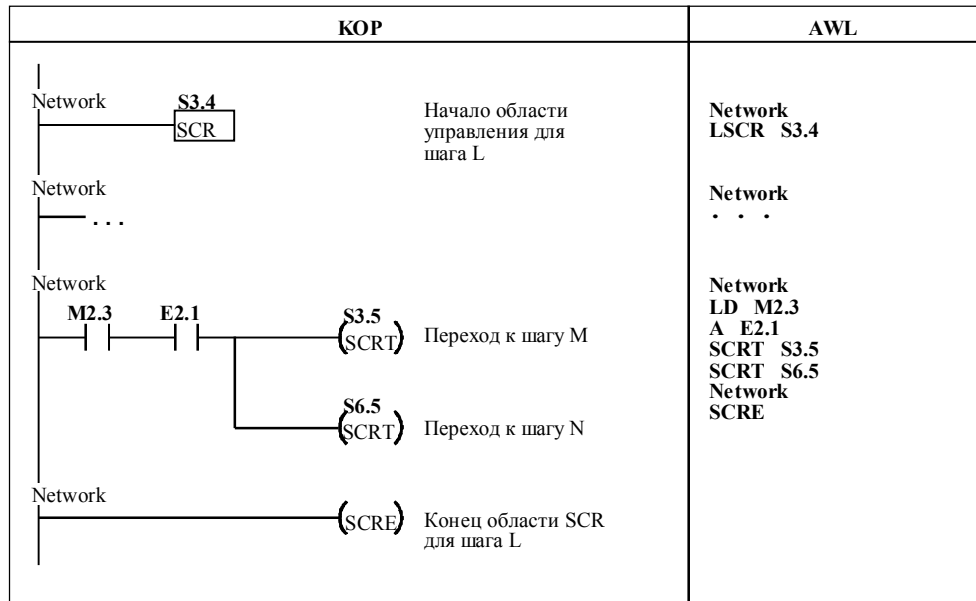 KOP
AWL
Network
S3.4
SCR
Начало области
управления для
шага L
Network
. . .
Network
M2.3
E2.1
S3.5
SCRT
Переход к шагу M
S6.5
SCRT
Переход к шагу N
Network
SCRE
Конец области SCR
для шага L
Network
LSCR S3.4
Network
. . .
Network
LD M2.3
A E2.1
SCRT S3.5
SCRT S6.5
Network
SCRE